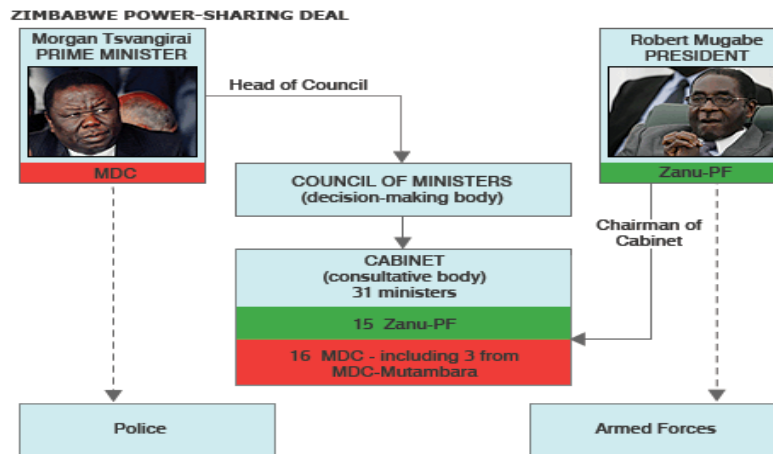 ZIMBABWE POWER-SHARING DEAL
Morgan Tsvangirai
PRIME MINISTER
MDC
Head of Council
Robert Mugabe
PRESIDENT
Zanu-PF
COUNCIL OF MINISTERS
(decision-making body)
Chairman of
Cabinet
CABINET
(consultative body)
31 ministers
15 Zanu-PF
16 MDC - including 3 from
MDC-Mutambara
Police
Armed Forces